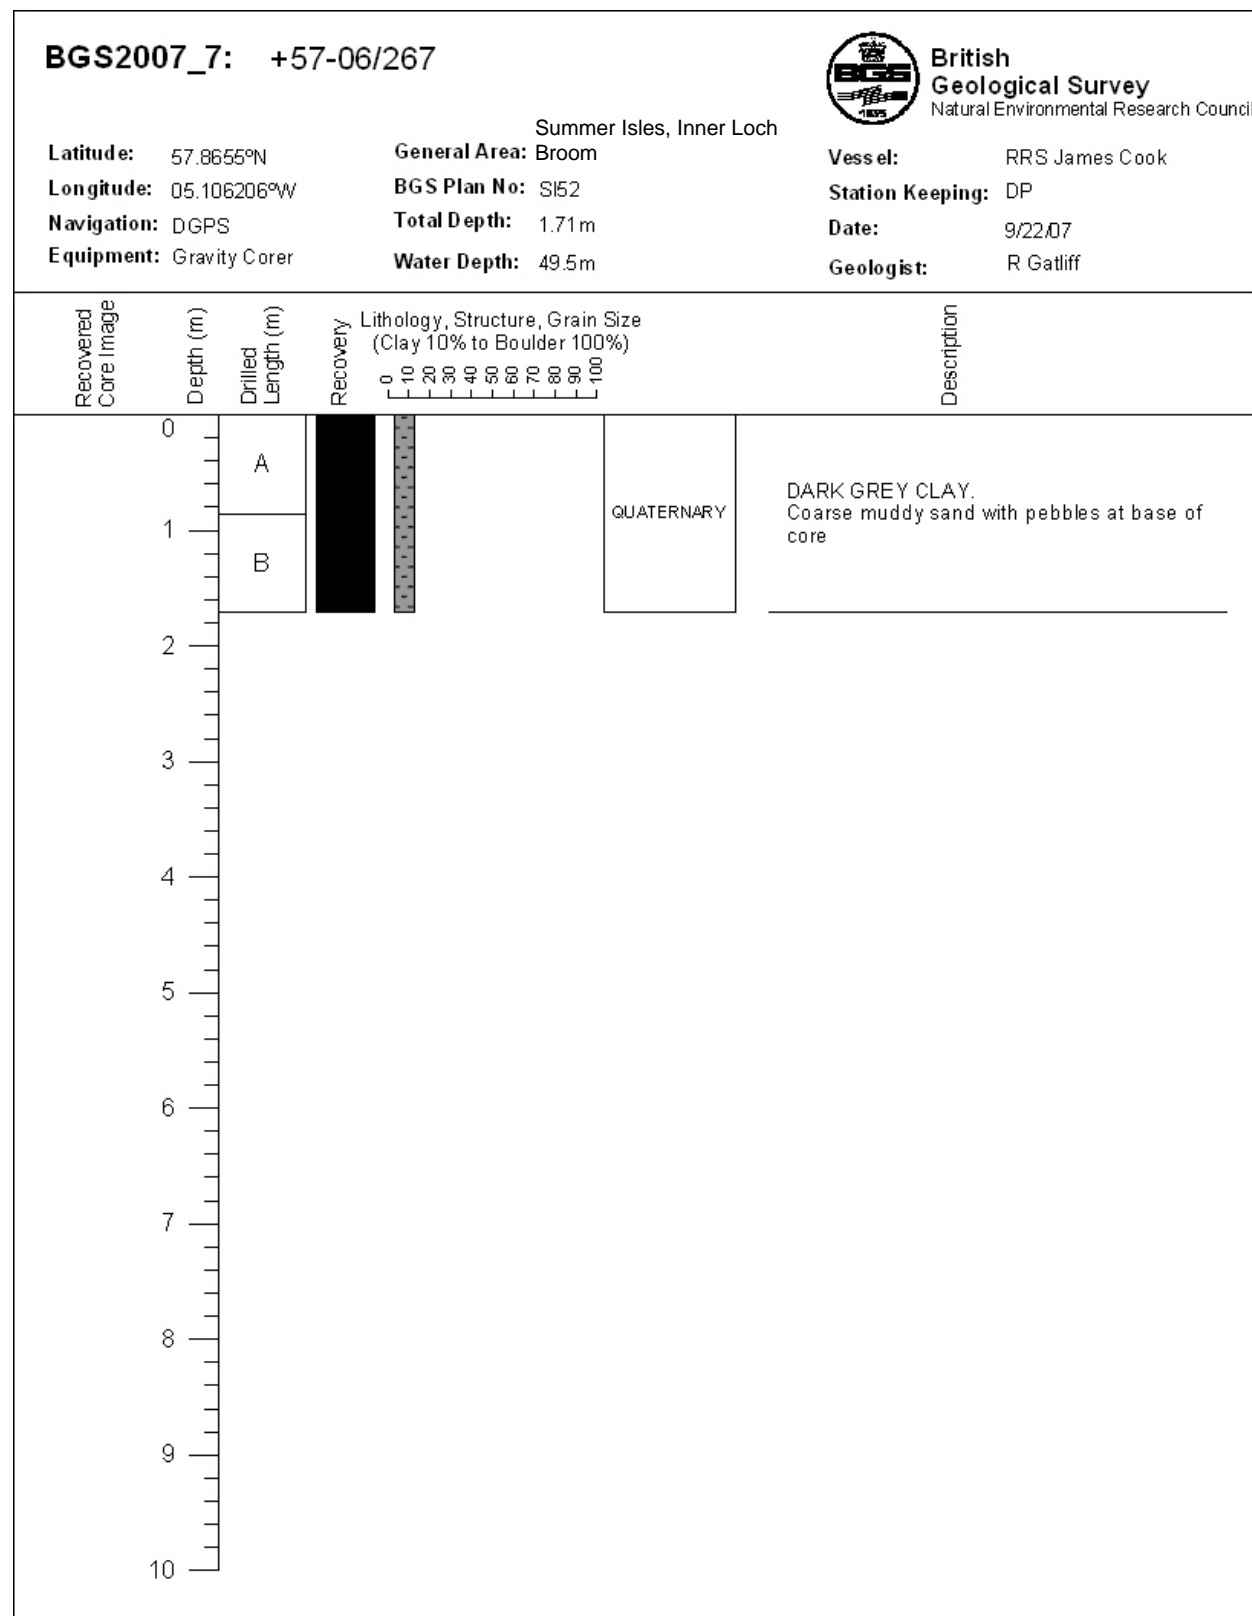 BGS2007_7: +57-06/267
British
Geological Survey
Natural Environmental Research Council
BGS
1835
Latitude: 57.8655ºN
Longitude: 05.106206ºW
Navigation: DGPS
Equipment: Gravity Corer
General Area: Summer Isles, Inner Loch
Broom
BGS Plan No: SI52
Total Depth: 1.71m
Water Depth: 49.5m
Vessel: RRS James Cook
Station Keeping: DP
Date: 9/22/07
Geologist: R Gatliff
Recovered
Core Image
Depth (m)
Drilled
Length (m)
Recovery
Lithology, Structure, Grain Size
(Clay 10% to Boulder 100%)
0 10 20 30 40 50 60 70 80 90 100
Description
0
A
1
B
QUATERNARY
DARK GREY CLAY.
Coarse muddy sand with pebbles at base of
core
2
3
4
5
6
7
8
9
10